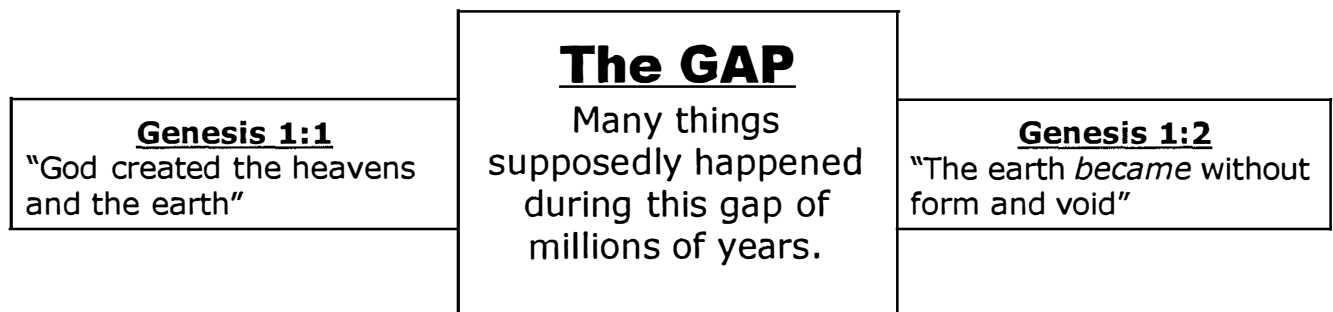 The GAP
Many things
supposedly happened
during this gap of
millions of years.
Genesis 1:1
“God created the heavens
and the earth”
Genesis 1:2
“The earth became without
form and void”